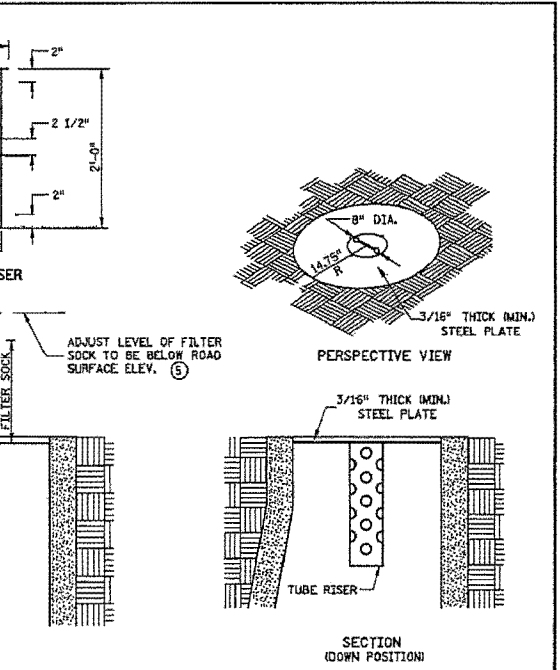 2"
2 1/2"
2'-0"
2"
SER
ADJUST LEVEL OF FILTER
SOCK TO BE BELOW ROAD
SURFACE ELEV. 5
FILTER SOCK
8" DIA.
14.75"
R
3/16" THICK (MIN.)
STEEL PLATE
PERSPECTIVE VIEW
3/16" THICK (MIN.)
STEEL PLATE
TUBE RISER
SECTION
(DOWN POSITION)